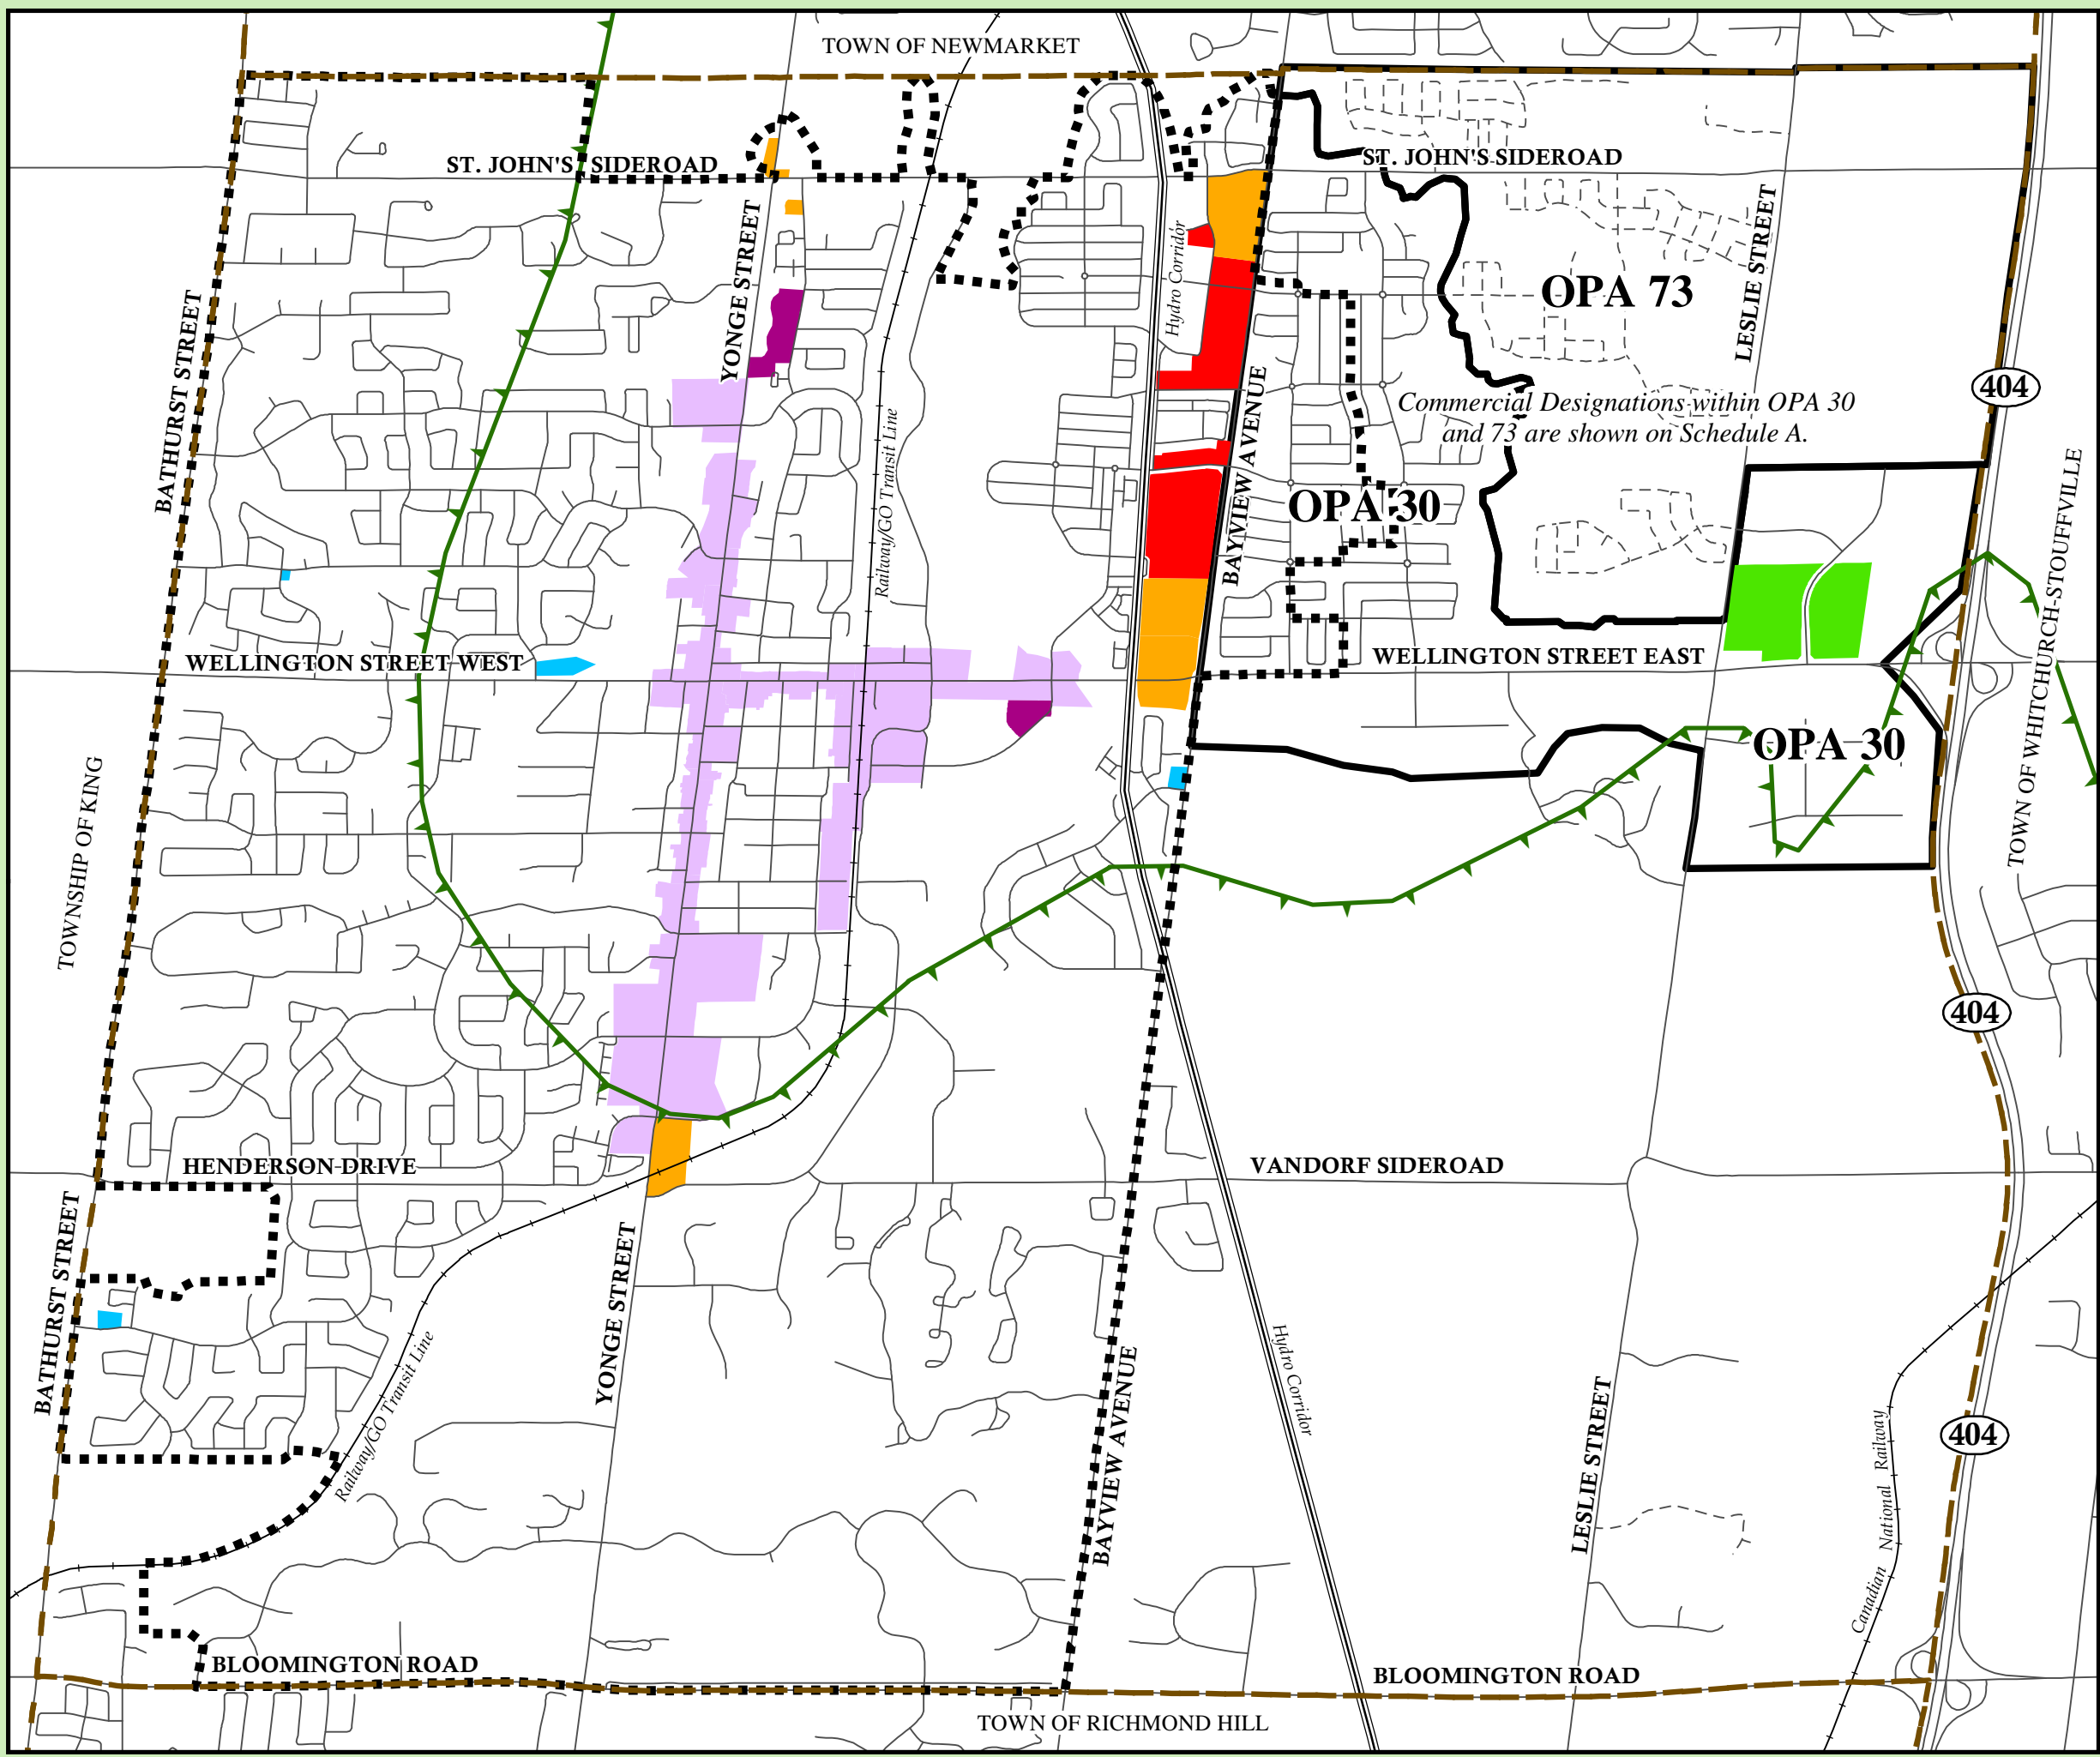 TOWN OF NEWMARKET
ST. JOHN'S SIDEROAD
ST. JOHN'S SIDEROAD
LESLIE STREET
YONGE STREET
Hydro Corridor
OPA 73
BATHURST STREET
404
Commercial Designations within OPA 30
and 73 are shown on Schedule A.
BAYVIEW AVENUE
Railway/GO Transit Line
OPA 30
TOWN OF WHITCHURCH-STOUFFVILLE
WELLINGTON STREET WEST
WELLINGTON STREET EAST
OPA 30
TOWNSHIP OF KING
404
HENDERSON DRIVE
VANDORF SIDEROAD
BATHURST STREET
YONGE STREET
Hydro Corridor
Railway/GO Transit Line
BAYVIEW AVENUE
LESLIE STREET
404
Canadian National Railway
BLOOMINGTON ROAD
BLOOMINGTON ROAD
TOWN OF RICHMOND HILL